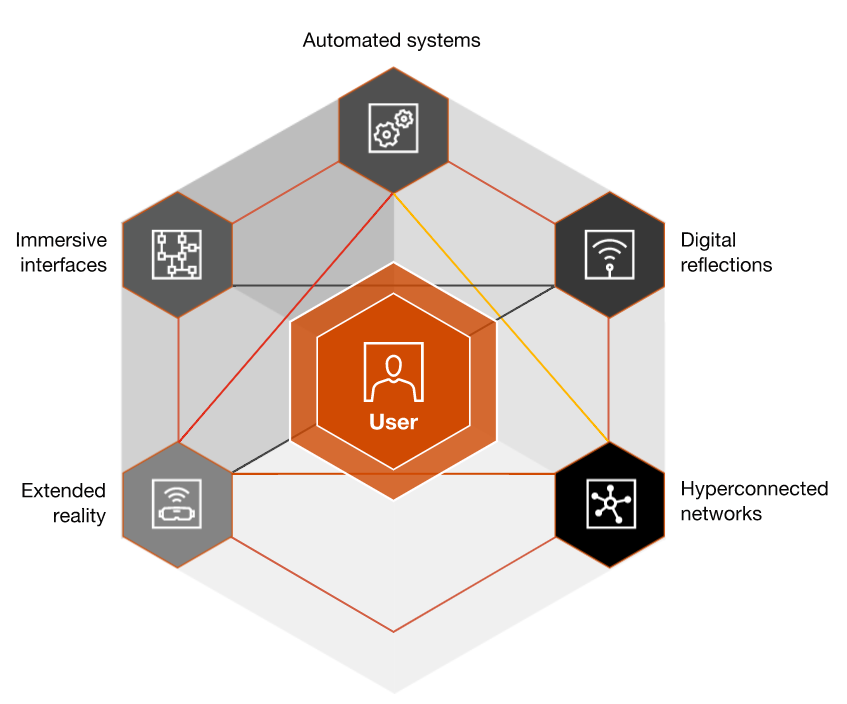 Automated systems
Immersive
interfaces
Digital
reflections
User
Extended
reality
Hyperconnected
networks